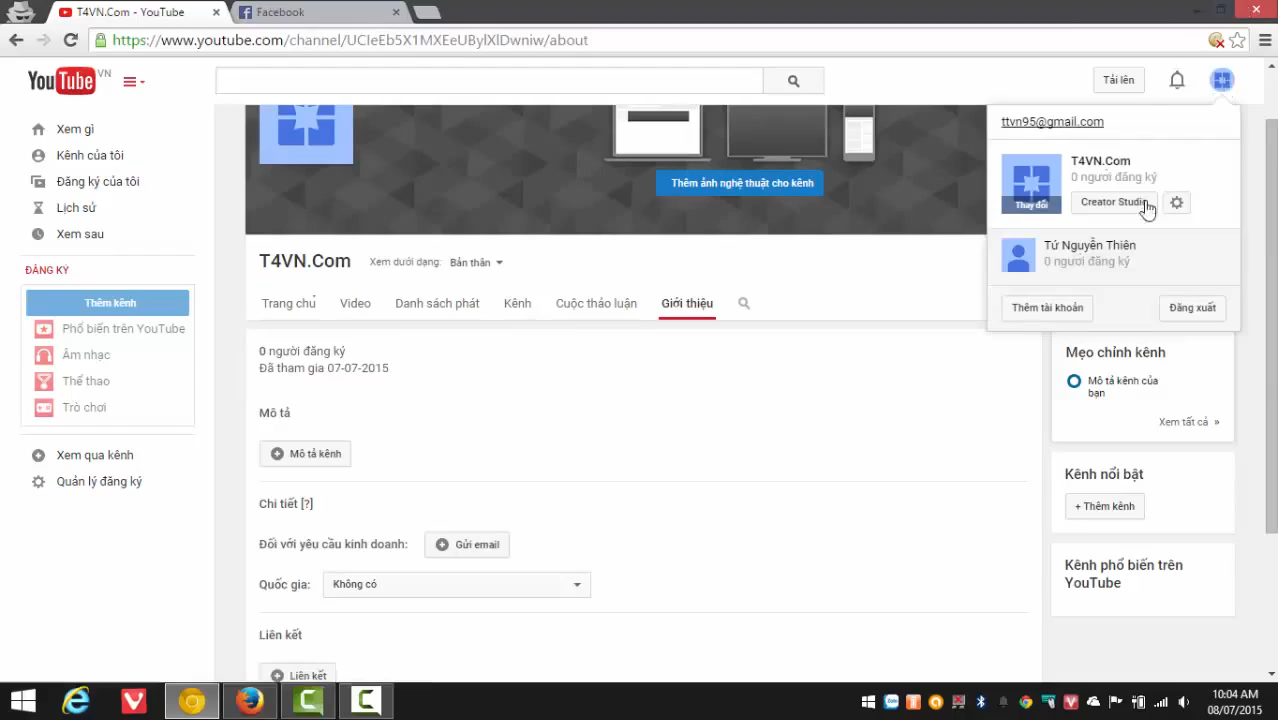 T4VN.Com - YouTube
Facebook
https://www.youtube.com/channel/UCIeEb5X1MXEeUBylXlDwniw/about
YouTube VN
Tải lên
ttvn95@gmail.com
T4VN.Com
0 người đăng ký
Thay đổi
Creator Studio
Tứ Nguyễn Thiện
0 người đăng ký
Thêm tài khoản
Đăng xuất
Xem gì
Kênh của tôi
Đăng ký của tôi
Lịch sử
Xem sau
ĐĂNG KÝ
Thêm kênh
Phổ biến trên YouTube
Âm nhạc
Thể thao
Trò chơi
Xem qua kênh
Quản lý đăng ký
Thêm ảnh nghệ thuật cho kênh
T4VN.Com
Xem dưới dạng: Bản thân
Trang chủ
Video
Danh sách phát
Kênh
Cuộc thảo luận
Giới thiệu
0 người đăng ký
Đã tham gia 07-07-2015
Mô tả
Mô tả kênh
Chi tiết [?]
Đối với yêu cầu kinh doanh:
Gửi email
Quốc gia:
Không có
Liên kết
Liên kết
Mẹo chỉnh kênh
Mô tả kênh của
bạn
Xem tất cả »
Kênh nổi bật
+ Thêm kênh
Kênh phổ biến trên
YouTube
10:04 AM
08/07/2015